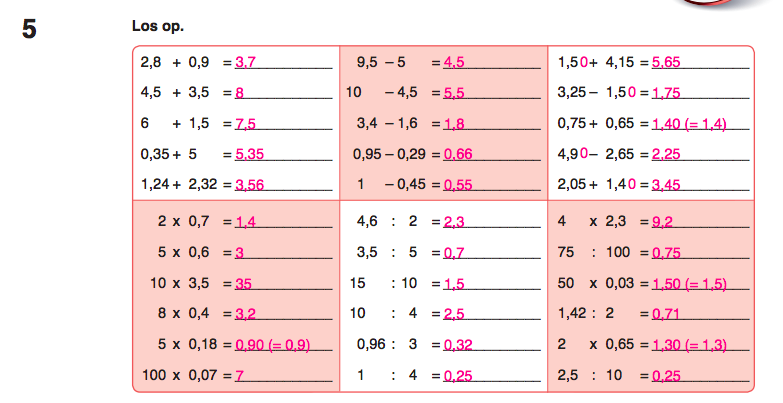 5 Los op.
2,8 + 0,9 = 3,7 9,5 – 5 = 4,5 1,50 + 4,15 = 5,65
4,5 + 3,5 = 8 10 – 4,5 = 5,5 3,25 – 1,50 = 1,75
6 + 1,5 = 7,5 3,4 – 1,6 = 1,8 0,75 + 0,65 = 1,40 (= 1,4)
0,35 + 5 = 5,35 0,95 – 0,29 = 0,66 4,90 – 2,65 = 2,25
1,24 + 2,32 = 3,56 1 – 0,45 = 0,55 2,05 + 1,40 = 3,45
2 x 0,7 = 1,4 4,6 : 2 = 2,3 4 x 2,3 = 9,2
5 x 0,6 = 3 3,5 : 5 = 0,7 75 : 100 = 0,75
10 x 3,5 = 35 15 : 10 = 1,5 50 x 0,03 = 1,50 (= 1,5)
8 x 0,4 = 3,2 10 : 4 = 2,5 1,42 : 2 = 0,71
5 x 0,18 = 0,90 (= 0,9) 0,96 : 3 = 0,32 2 x 0,65 = 1,30 (= 1,3)
100 x 0,07 = 7 1 : 4 = 0,25 2,5 : 10 = 0,25